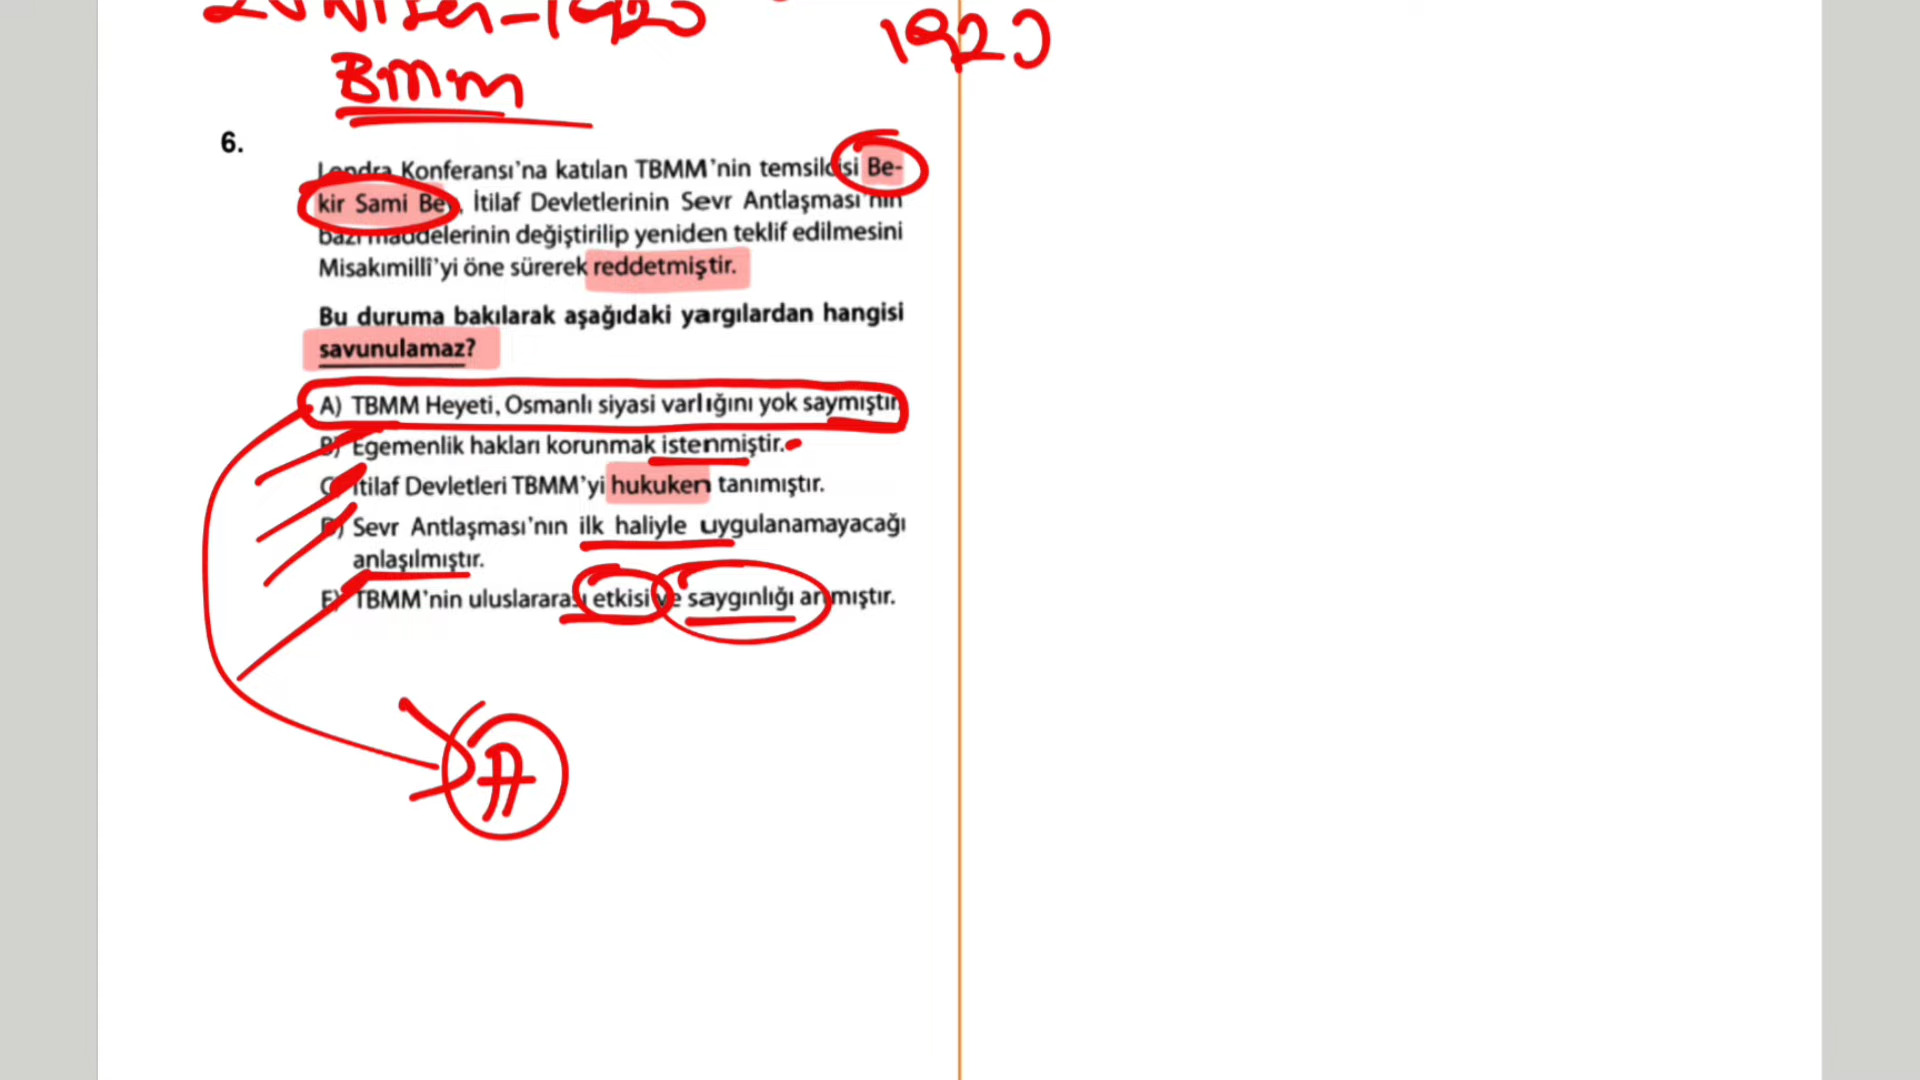 1920
BMM
6.
Londra Konferansı'na katılan TBMM'nin temsilcisi Be-
kir Sami Bey, İtilaf Devletlerinin Sevr Antlaşması'nın
bazı maddelerinin değiştirilip yeniden teklif edilmesini
Misakımillî'yi öne sürerek reddetmiştir.
Bu duruma bakılarak aşağıdaki yargılardan hangisi
savunulamaz?
A) TBMM Heyeti, Osmanlı siyasi varlığını yok saymıştır.
B) Egemenlik hakları korunmak istenmiştir.
C) İtilaf Devletleri TBMM'yi hukuken tanımıştır.
D) Sevr Antlaşması'nın ilk haliyle uygulanamayacağı
anlaşılmıştır.
E) TBMM'nin uluslararası etkisi ve saygınlığı artmıştır.
A